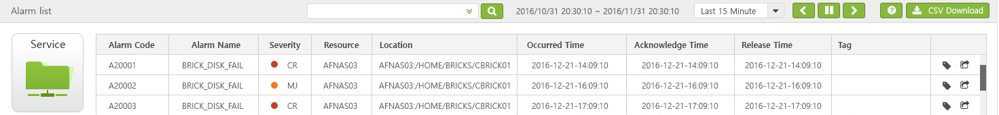 Alarm list 2016/10/31 20:30:10 ~ 2016/11/31 20:30:10 Last 15 Minute ? CSV Download
Service
Alarm Code Alarm Name Severity Resource Location Occurred Time Acknowledge Time Release Time Tag
A20001 BRICK_DISK_FAIL CR AFNAS03 AFNAS03:/HOME/BRICKS/CBRICK01 2016-12-21-14:09:10 2016-12-21-14:09:10 2016-12-21-14:09:10
A20002 BRICK_DISK_FAIL MJ AFNAS03 AFNAS03:/HOME/BRICKS/CBRICK01 2016-12-21-16:09:10 2016-12-21-16:09:10 2016-12-21-16:09:10
A20003 BRICK_DISK_FAIL CR AFNAS03 AFNAS03:/HOME/BRICKS/CBRICK01 2016-12-21-17:09:10 2016-12-21-17:09:10 2016-12-21-17:09:10